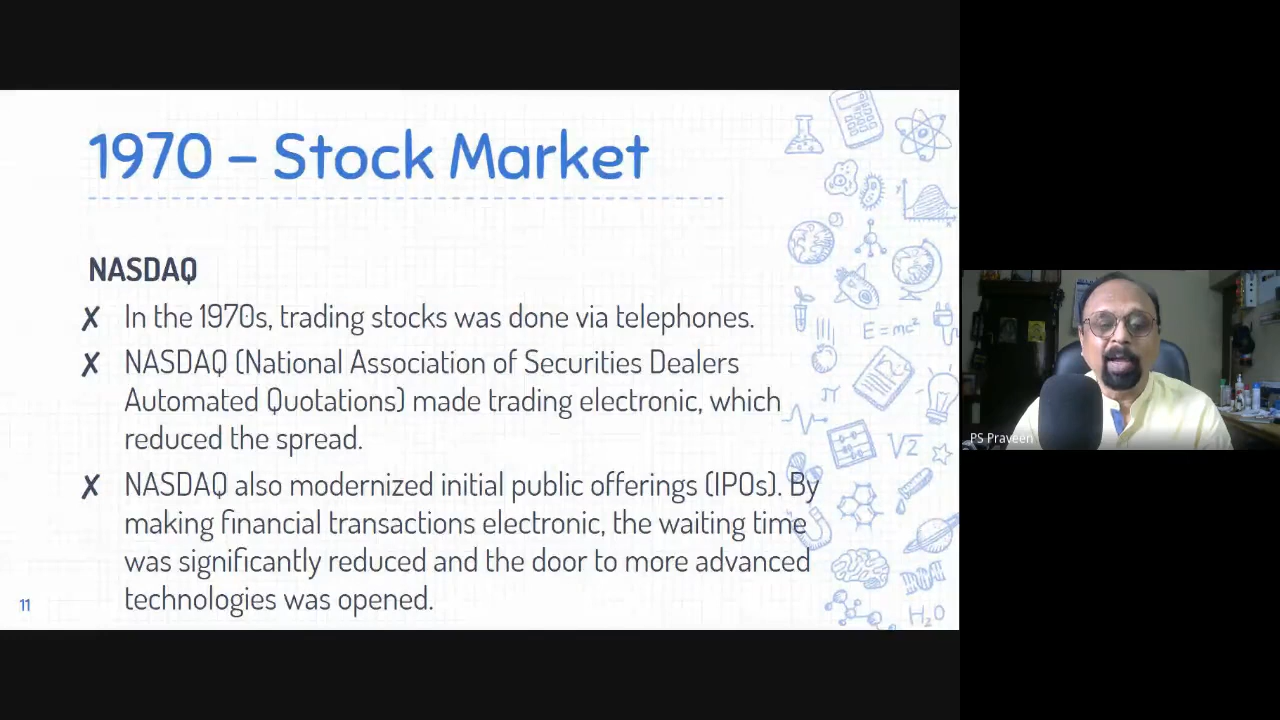 1970 – Stock Market
NASDAQ
✗ In the 1970s, trading stocks was done via telephones.
✗ NASDAQ (National Association of Securities Dealers
Automated Quotations) made trading electronic, which
reduced the spread.
✗ NASDAQ also modernized initial public offerings (IPOs). By
making financial transactions electronic, the waiting time
was significantly reduced and the door to more advanced
technologies was opened.
11
y
x
E=mc²
π
√2
H₂O
PS Praveen